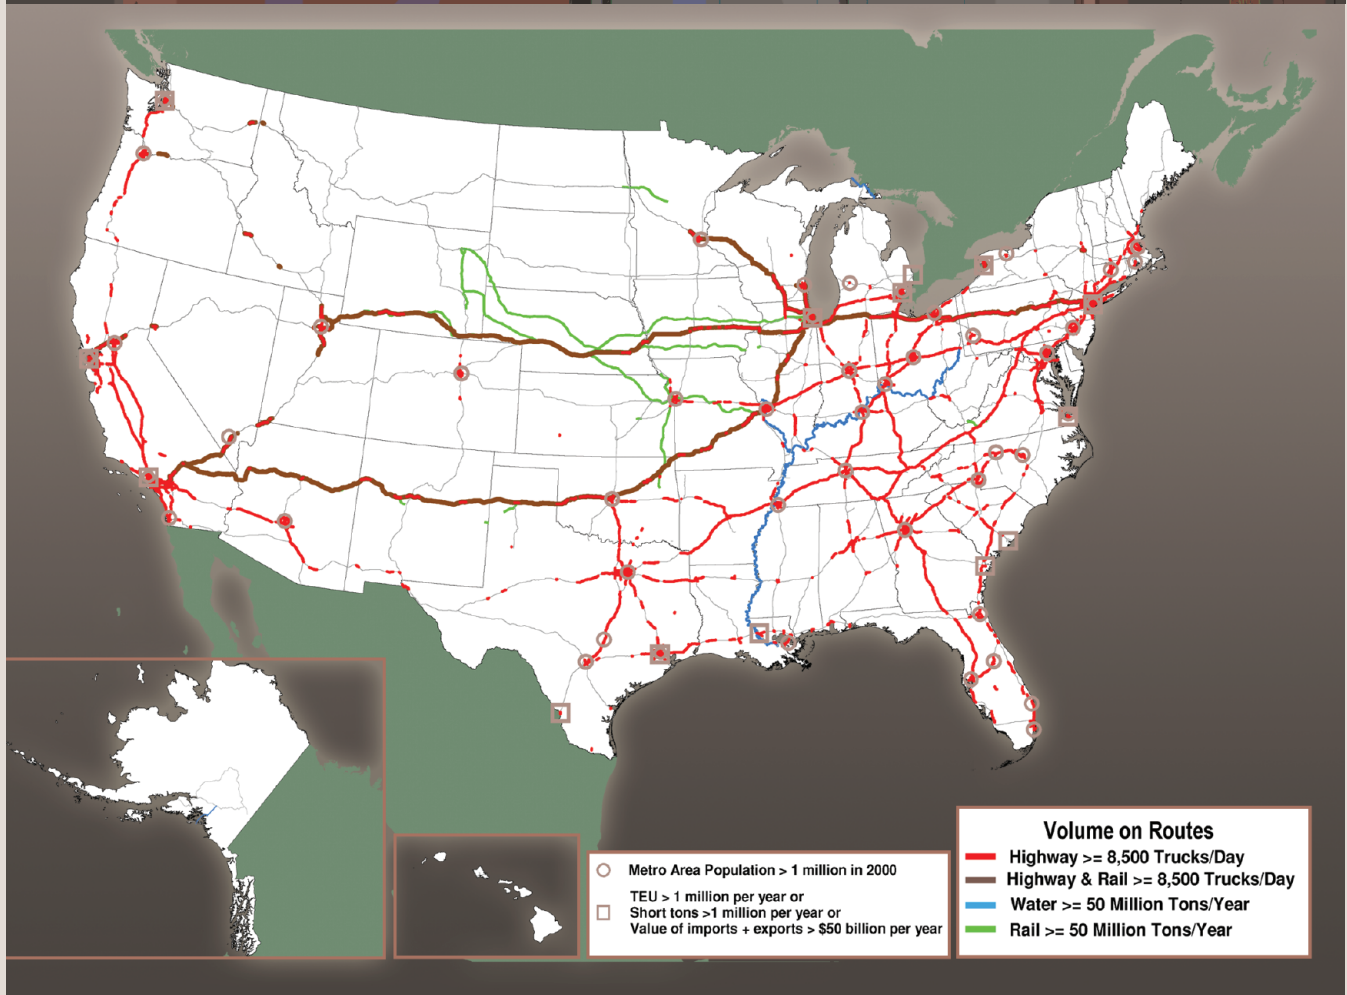 Metro Area Population > 1 million in 2000
TEU > 1 million per year or
Short tons >1 million per year or
Value of imports + exports > $50 billion per year
Volume on Routes
Highway >= 8,500 Trucks/Day
Highway & Rail >= 8,500 Trucks/Day
Water >= 50 Million Tons/Year
Rail >= 50 Million Tons/Year